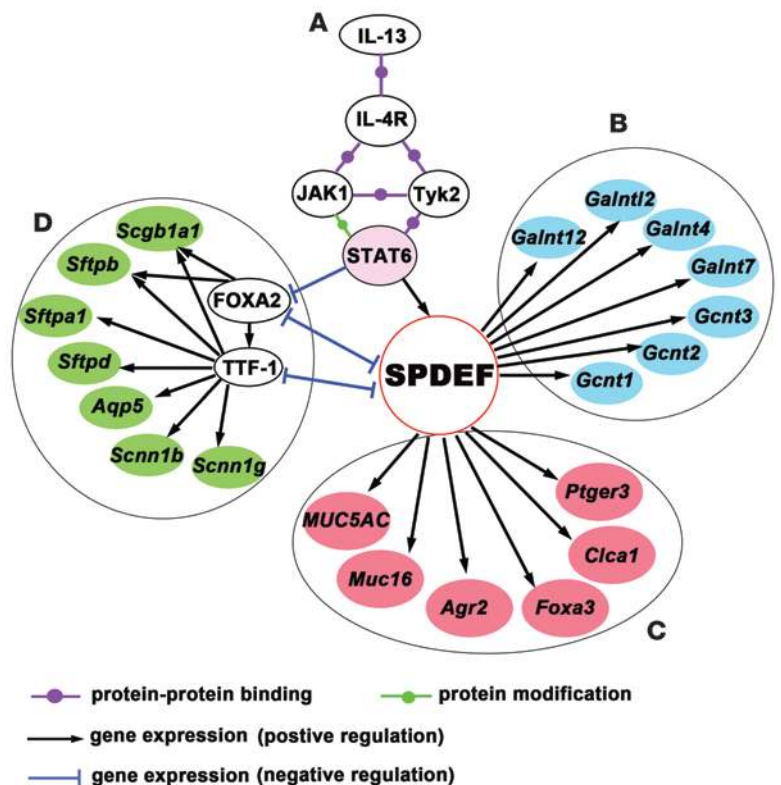 A
IL-13
IL-4R
JAK1
Tyk2
STAT6
B
Galnt12
Galntl2
Galnt4
Galnt7
Gcnt3
Gcnt2
Gcnt1
D
Scgb1a1
Sftpb
FOXA2
Sftpa1
Sftpd
TTF-1
Aqp5
Scnn1b
Scnn1g
SPDEF
MUC5AC
Muc16
Agr2
Foxa3
Clca1
Ptger3
C
protein-protein binding
protein modification
gene expression (postive regulation)
gene expression (negative regulation)